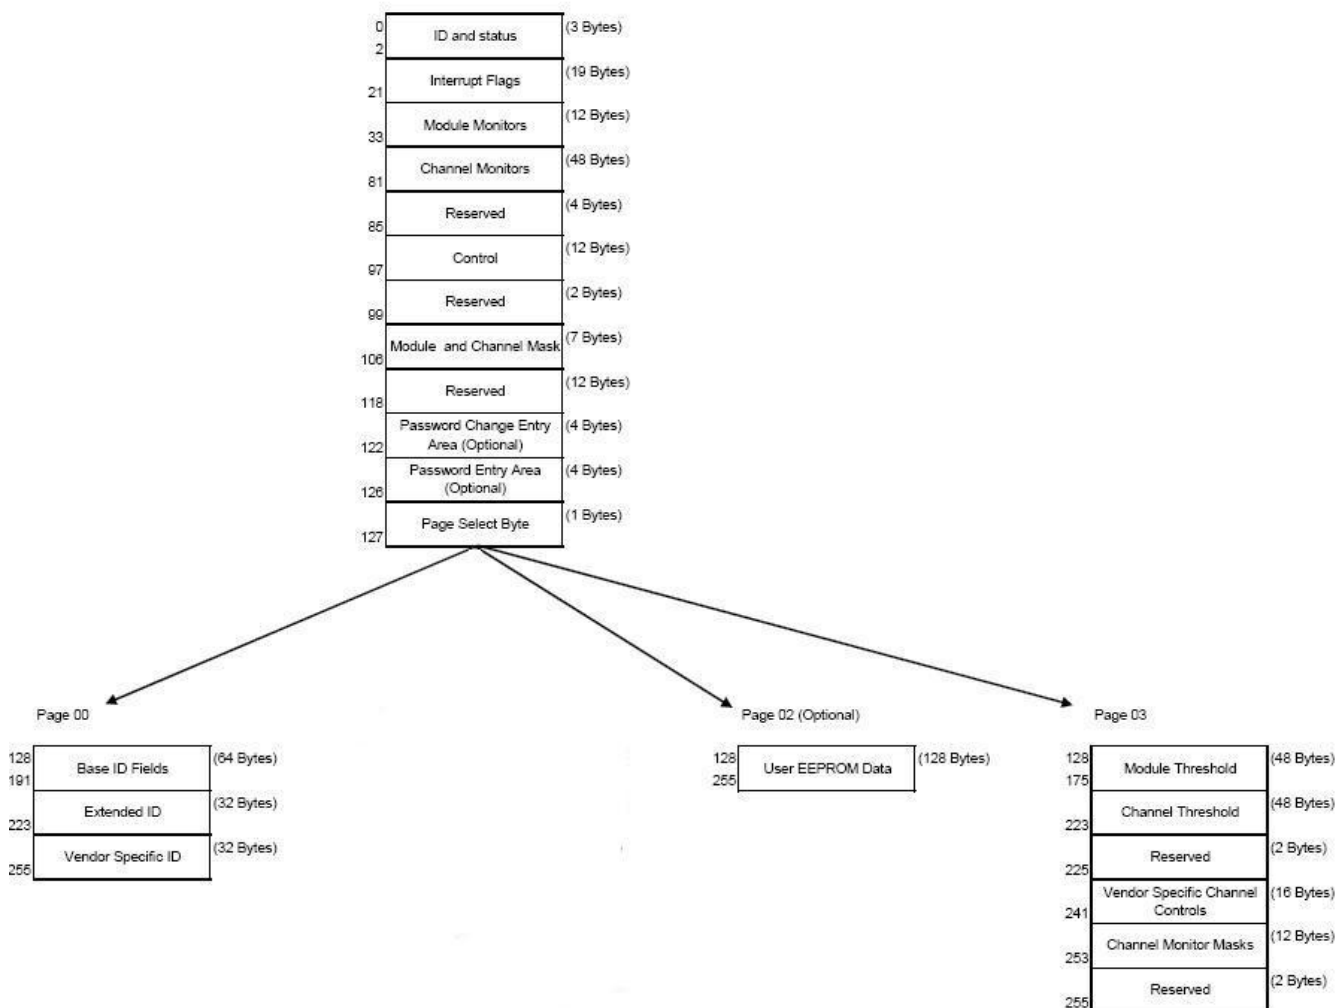 0
ID and status
(3 Bytes)
2
Interrupt Flags
(19 Bytes)
21
Module Monitors
(12 Bytes)
33
Channel Monitors
(48 Bytes)
81
Reserved
(4 Bytes)
85
Control
(12 Bytes)
97
Reserved
(2 Bytes)
99
Module and Channel Mask
(7 Bytes)
106
Reserved
(12 Bytes)
118
Password Change Entry
Area (Optional)
(4 Bytes)
122
Password Entry Area
(Optional)
(4 Bytes)
126
Page Select Byte
(1 Bytes)
127
Page 00
128
Base ID Fields
(64 Bytes)
191
Extended ID
(32 Bytes)
223
Vendor Specific ID
(32 Bytes)
255
Page 02 (Optional)
128
User EEPROM Data
(128 Bytes)
255
Page 03
128
Module Threshold
(48 Bytes)
175
Channel Threshold
(48 Bytes)
223
Reserved
(2 Bytes)
225
Vendor Specific Channel
Controls
(16 Bytes)
241
Channel Monitor Masks
(12 Bytes)
253
Reserved
(2 Bytes)
255